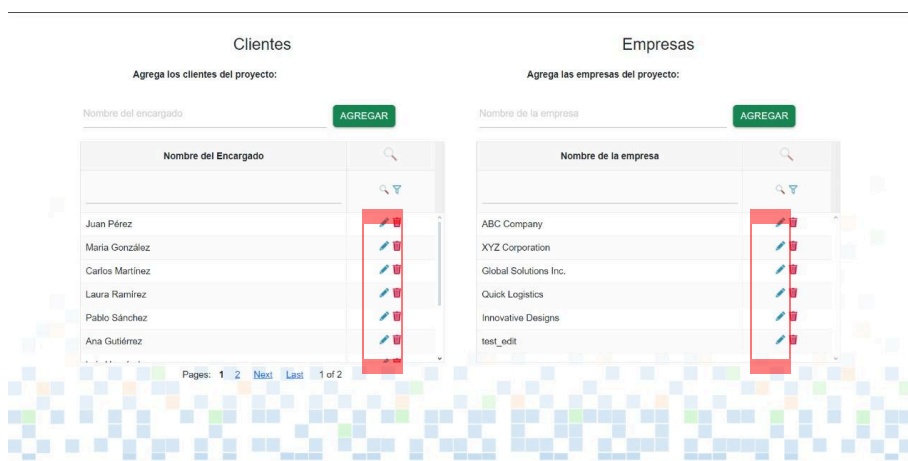 Clientes
Agrega los clientes del proyecto:
Nombre del encargado
AGREGAR
Nombre del Encargado
Juan Pérez
Maria González
Carlos Martínez
Laura Ramírez
Pablo Sánchez
Ana Gutiérrez
Pages: 1 2 Next Last 1 of 2
Empresas
Agrega las empresas del proyecto:
Nombre de la empresa
AGREGAR
Nombre de la empresa
ABC Company
XYZ Corporation
Global Solutions Inc.
Quick Logistics
Innovative Designs
test_edit